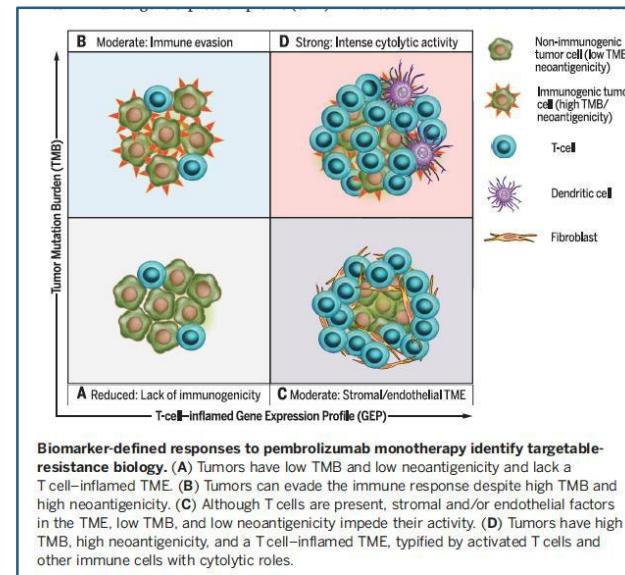 B Moderate: Immune evasion
D Strong: Intense cytolytic activity
Tumor Mutation Burden (TMB)
A Reduced: Lack of immunogenicity
C Moderate: Stromal/endothelial TME
T-cell–inflamed Gene Expression Profile (GEP)
Non-immunogenic
tumor cell (low TMB
neoantigenicity)
Immunogenic tumo
cell (high TMB/
neoantigenicity)
T-cell
Dendritic cell
Fibroblast
Biomarker-defined responses to pembrolizumab monotherapy identify targetable-
resistance biology. (A) Tumors have low TMB and low neoantigenicity and lack a
T cell–inflamed TME. (B) Tumors can evade the immune response despite high TMB and
high neoantigenicity. (C) Although T cells are present, stromal and/or endothelial factors
in the TME, low TMB, and low neoantigenicity impede their activity. (D) Tumors have high
TMB, high neoantigenicity, and a T cell–inflamed TME, typified by activated T cells and
other immune cells with cytolytic roles.